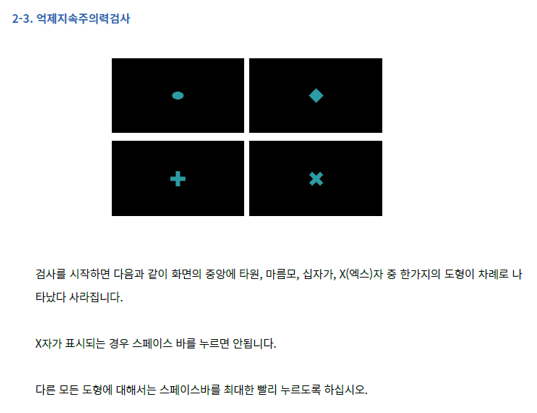 2-3. 억제지속주의력검사
검사를 시작하면 다음과 같이 화면의 중앙에 타원, 마름모, 십자가, X(엑스)자 중 한가지의 도형이 차례로 나
타났다 사라집니다.
X자가 표시되는 경우 스페이스 바를 누르면 안됩니다.
다른 모든 도형에 대해서는 스페이스바를 최대한 빨리 누르도록 하십시오.